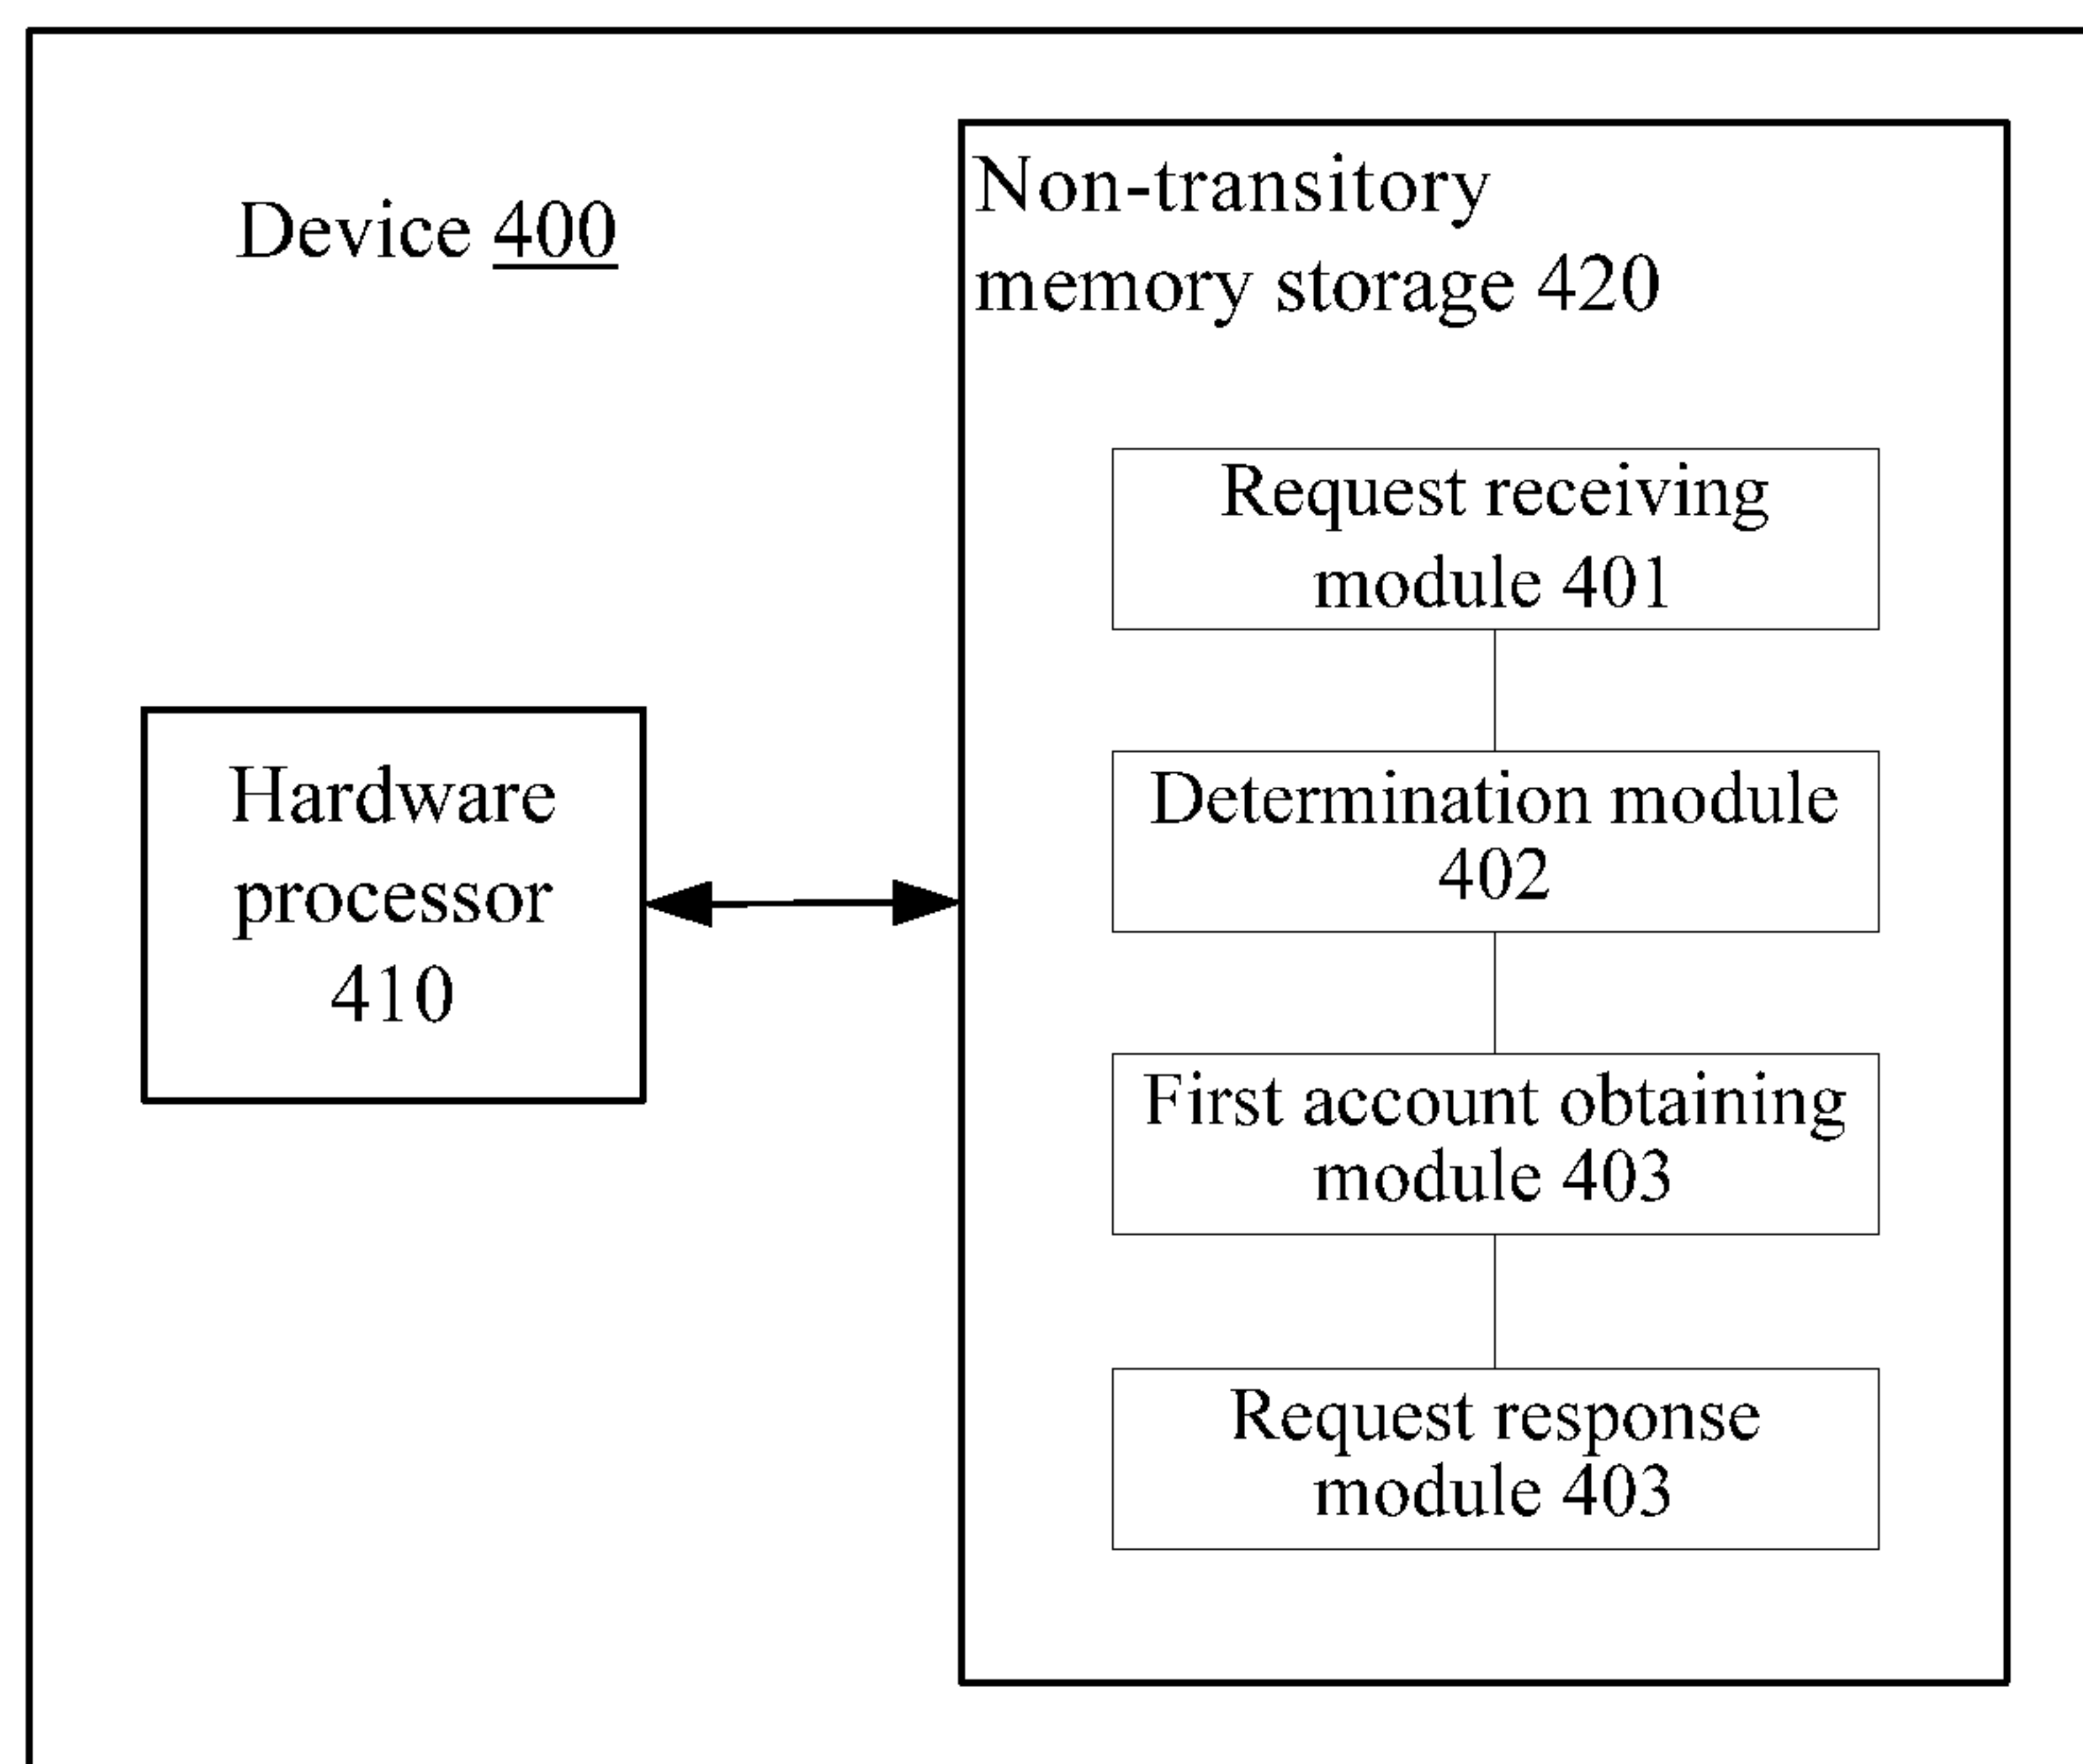 Device 400
Non-transitory
memory storage 420
Request receiving
module 401
Hardware
processor
410
Determination module
402
First account obtaining
module 403
Request response
module 403